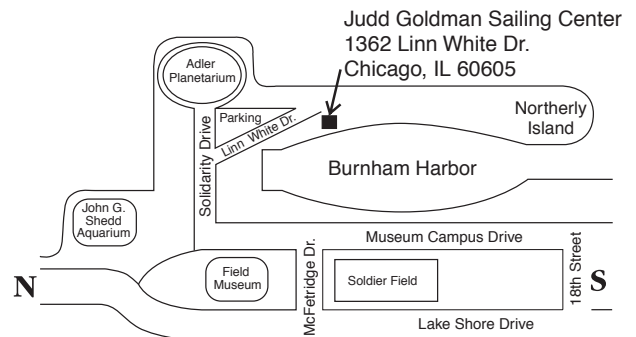 Judd Goldman Sailing Center
1362 Linn White Dr.
Chicago, IL 60605
Adler
Planetarium
Parking
Linn White Dr.
Solidarity Drive
Northerly
Island
Burnham Harbor
John G.
Shedd
Aquarium
Museum Campus Drive
Field
Museum
McFetridge Dr.
Soldier Field
18th Street
N
S
Lake Shore Drive